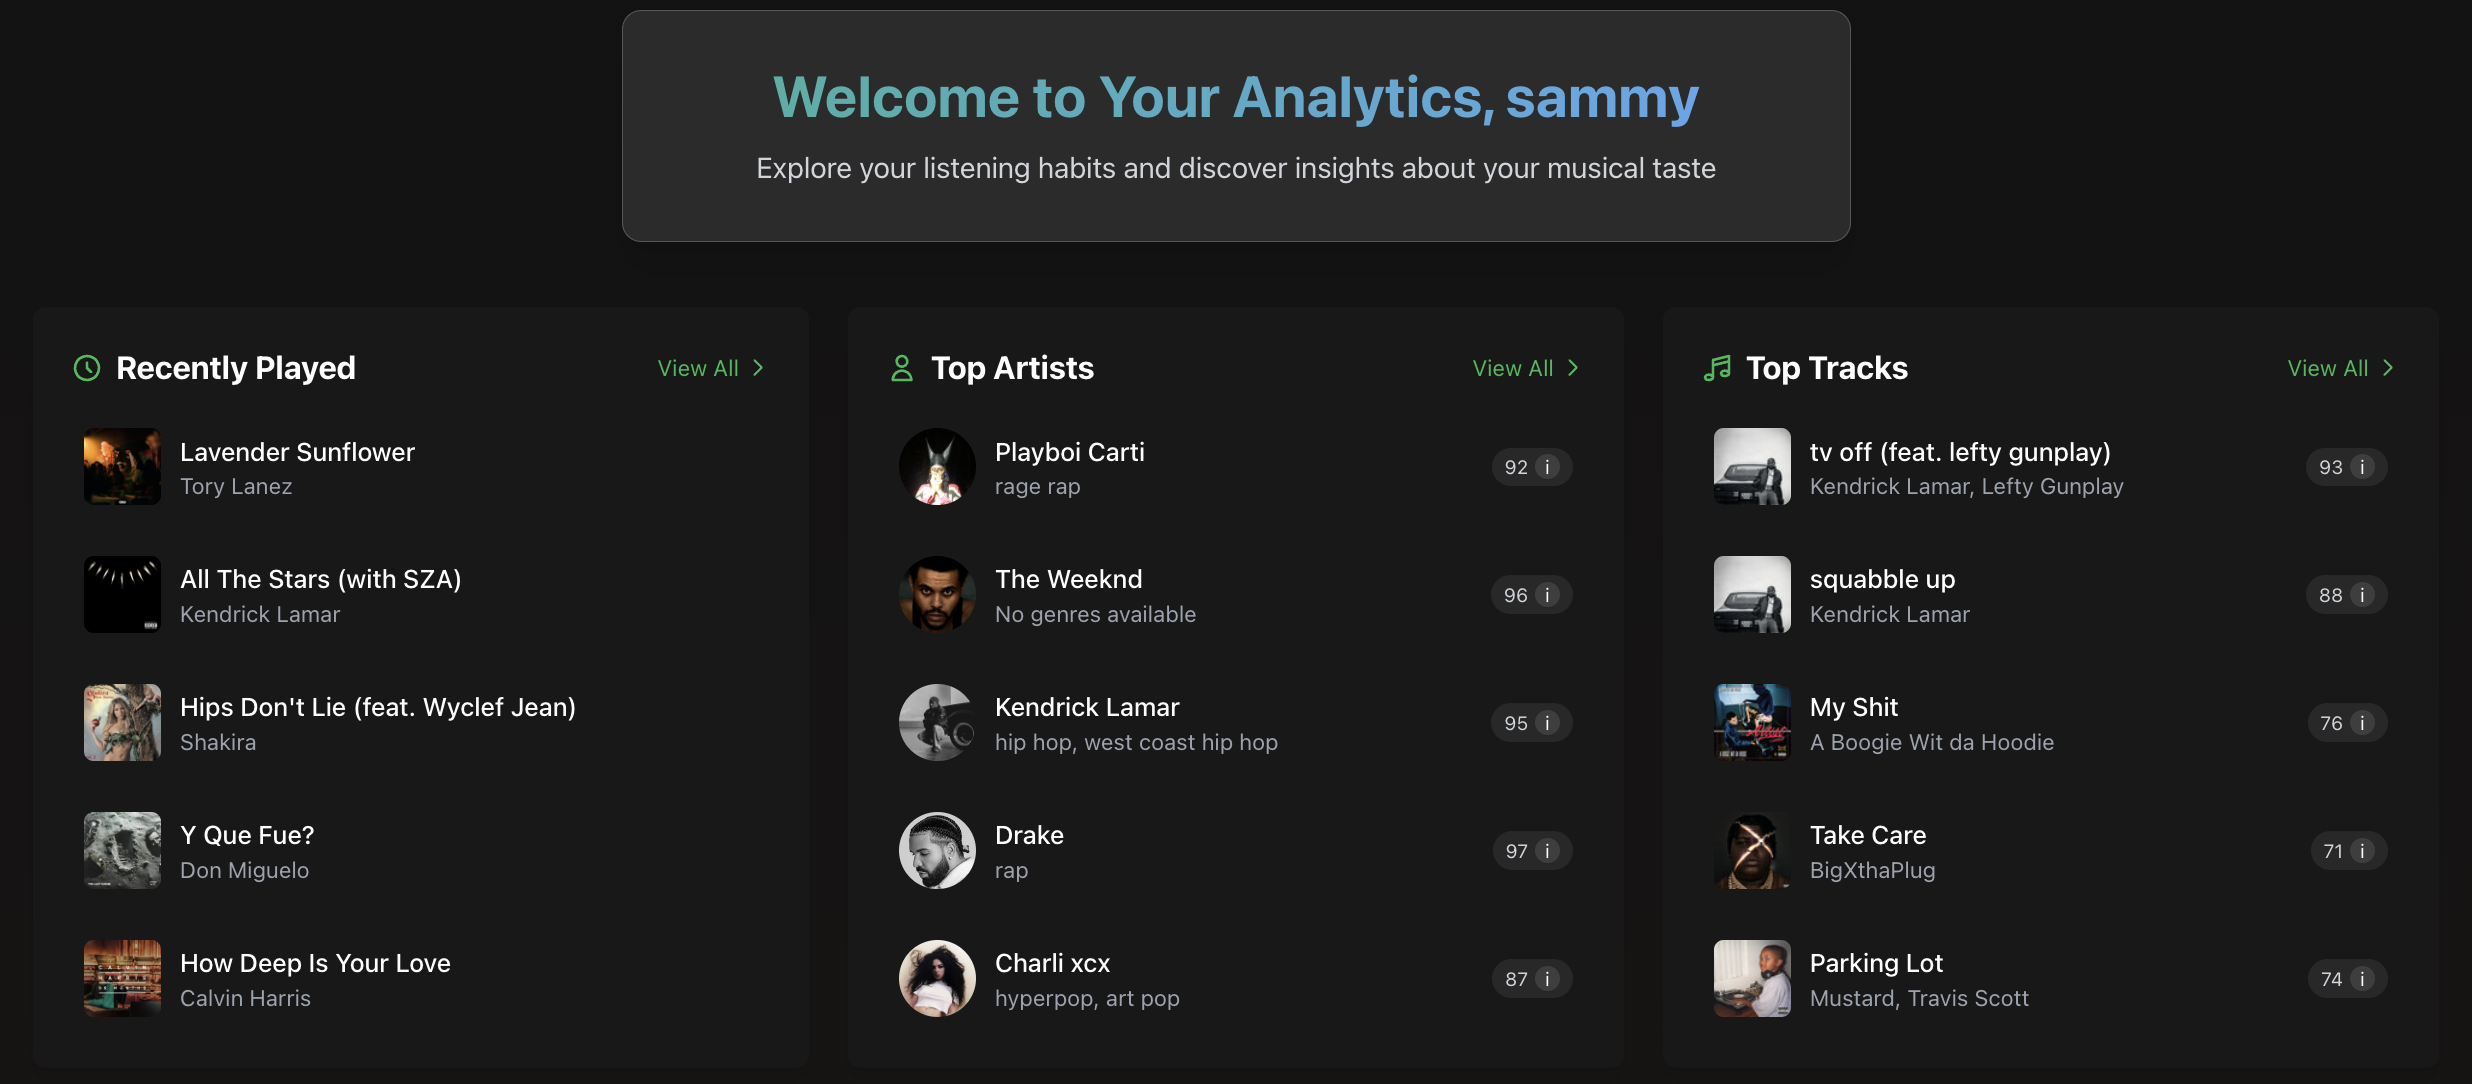 Welcome to Your Analytics, sammy
Explore your listening habits and discover insights about your musical taste
Recently Played
View All
Lavender Sunflower
Tory Lanez
All The Stars (with SZA)
Kendrick Lamar
Hips Don't Lie (feat. Wyclef Jean)
Shakira
Y Que Fue?
Don Miguelo
How Deep Is Your Love
Calvin Harris
Top Artists
View All
Playboi Carti
rage rap
92 i
The Weeknd
No genres available
96 i
Kendrick Lamar
hip hop, west coast hip hop
95 i
Drake
rap
97 i
Charli xcx
hyperpop, art pop
87 i
Top Tracks
View All
tv off (feat. lefty gunplay)
Kendrick Lamar, Lefty Gunplay
93 i
squabble up
Kendrick Lamar
88 i
My Shit
A Boogie Wit da Hoodie
76 i
Take Care
BigXthaPlug
71 i
Parking Lot
Mustard, Travis Scott
74 i